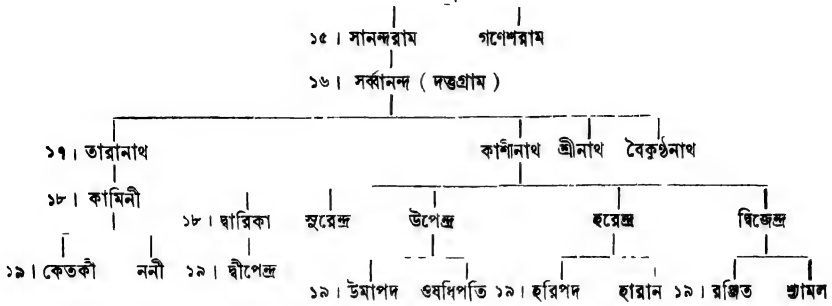 ১৫। সানন্দরাম গণেশরাম
১৬। সর্ব্বানন্দ ( দত্তগ্রাম )
১৭। তারানাথ কাশীনাথ শ্রীনাথ বৈকুণ্ঠনাথ
১৮। কামিনী
১৮। দ্বারিকা সুরেন্দ্র উপেন্দ্র হরেন্দ্র দ্বিজেন্দ্র
১৯। কেতকী ননী ১৯। দ্বীপেন্দ্র
১৯। উমাপদ ওষধিপতি ১৯। হরিপদ হারান ১৯। রঞ্জিত শ্যামল